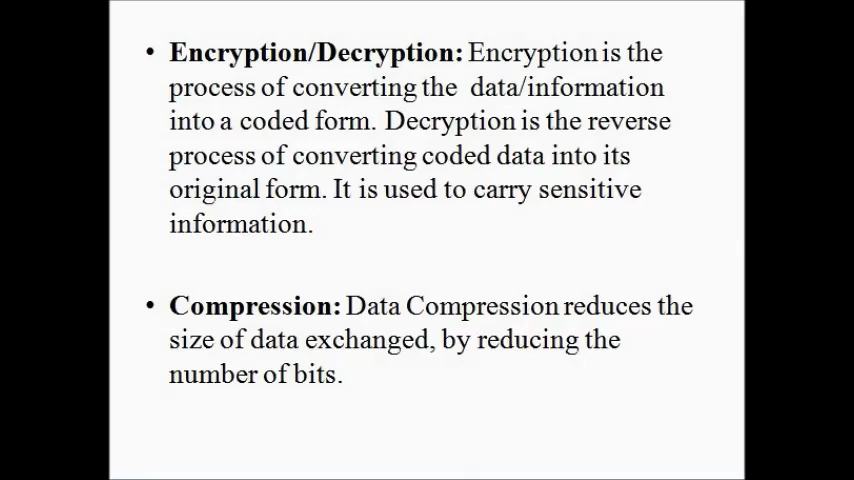 • Encryption/Decryption: Encryption is the
process of converting the data/information
into a coded form. Decryption is the reverse
process of converting coded data into its
original form. It is used to carry sensitive
information.
• Compression: Data Compression reduces the
size of data exchanged, by reducing the
number of bits.